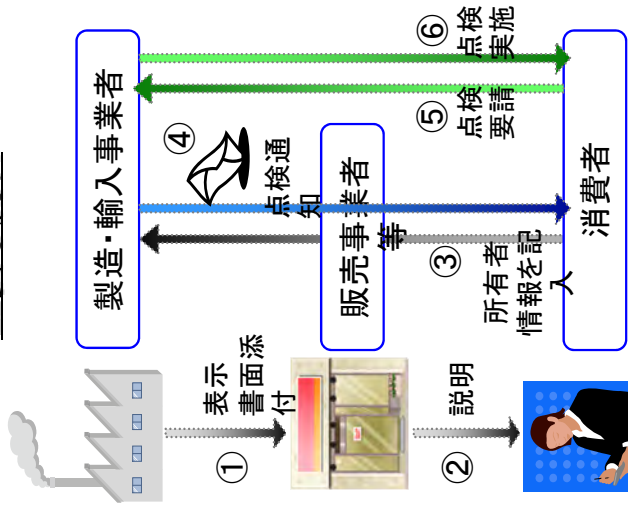 製造・輸入事業者
①
表示
書面添
付
販売事業者
等
②
説明
消費者
③
所有者
情報を記
入
④
点検通
知
⑤
点検
要請
⑥
点検
実施